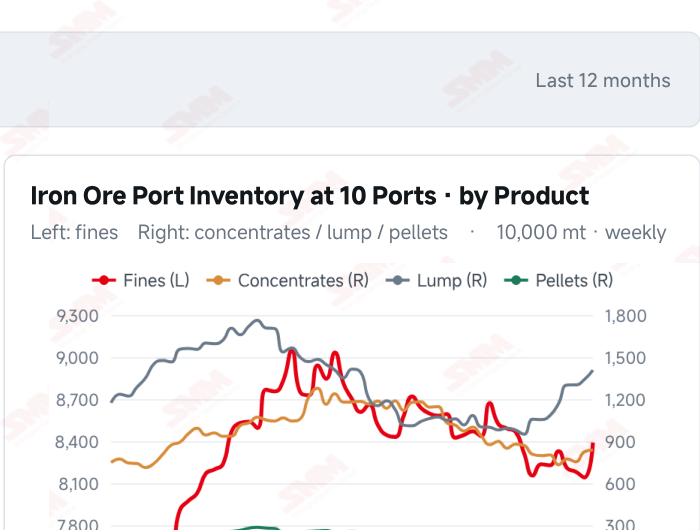 Last 12 months
Iron Ore Port Inventory at 10 Ports · by Product
Left: fines Right: concentrates / lump / pellets · 10,000 mt · weekly
Fines (L) Concentrates (R) Lump (R) Pellets (R)
9,300 1,800
9,000 1,500
8,700 1,200
8,400 900
8,100 600
7,800 300
SMM